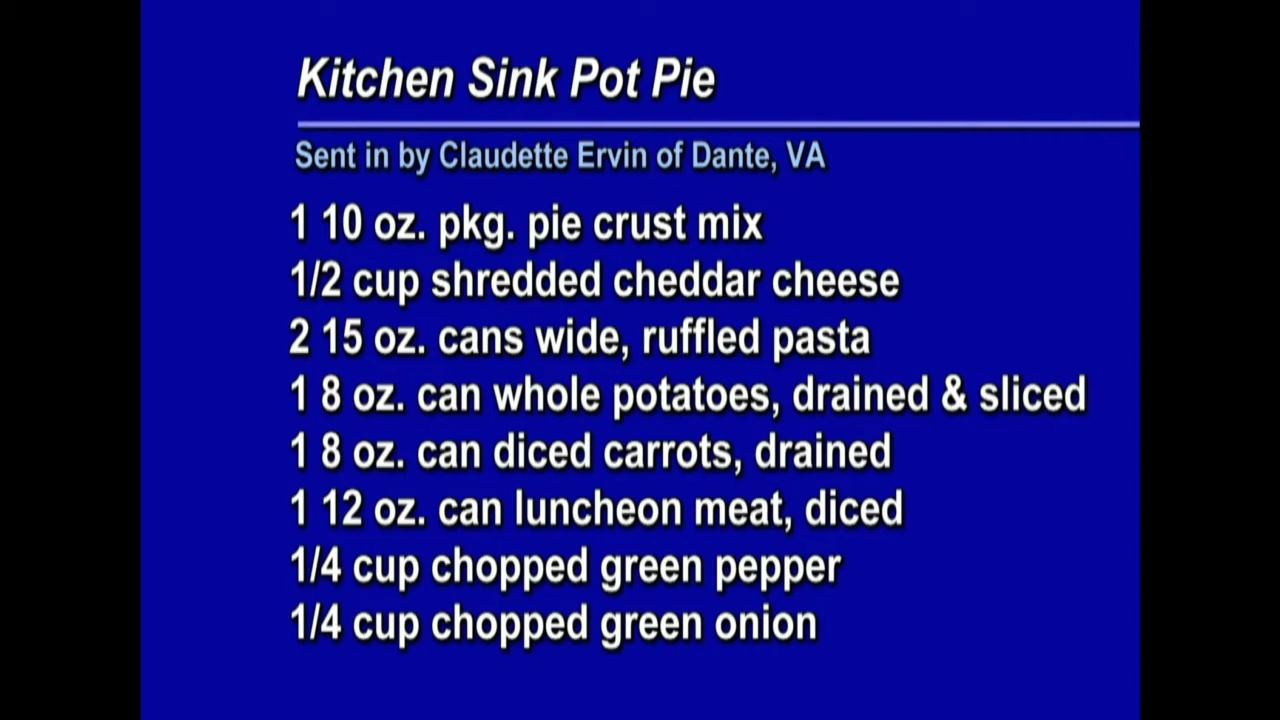 Kitchen Sink Pot Pie
Sent in by Claudette Ervin of Dante, VA
1 10 oz. pkg. pie crust mix
1/2 cup shredded cheddar cheese
2 15 oz. cans wide, ruffled pasta
1 8 oz. can whole potatoes, drained & sliced
1 8 oz. can diced carrots, drained
1 12 oz. can luncheon meat, diced
1/4 cup chopped green pepper
1/4 cup chopped green onion